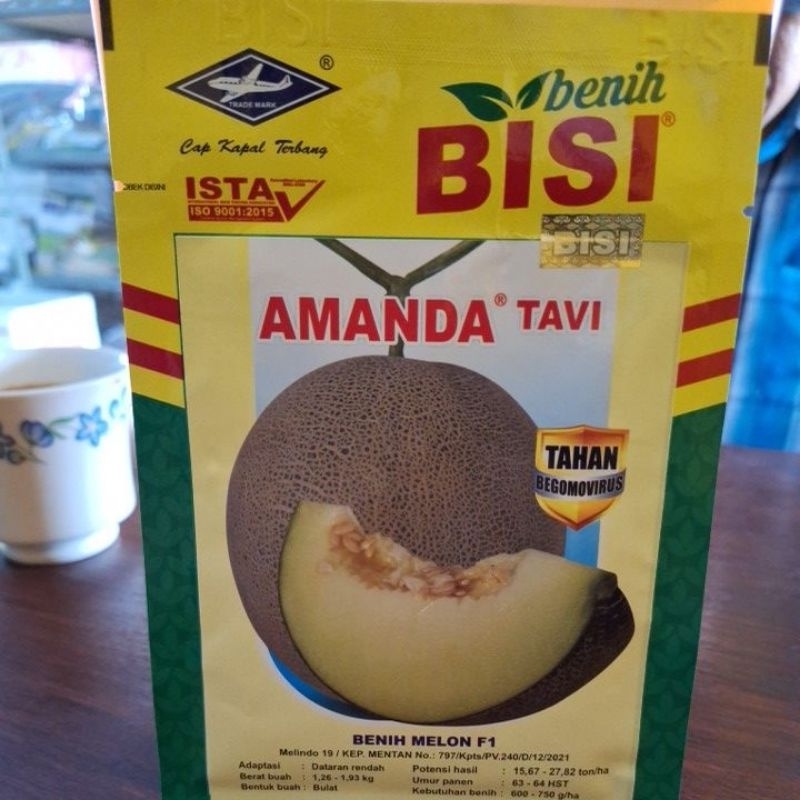 ®
TRADE MARK
Cap Kapal Terbang
benih
BISI®
ISTA
ISO 9001:2015
BISI
AMANDA® TAVI
TAHAN
BEGOMOVIRUS
BENIH MELON F1
Melindo 19 / KEP. MENTAN No.: 797/Kpts/PV.240/D/12/2021
Adaptasi : Dataran rendah
Berat buah : 1,26 - 1,93 kg
Bentuk buah : Bulat
Potensi hasil : 15,67 - 27,82 ton/ha
Umur panen : 63 - 64 HST
Kebutuhan benih : 600 - 750 g/ha